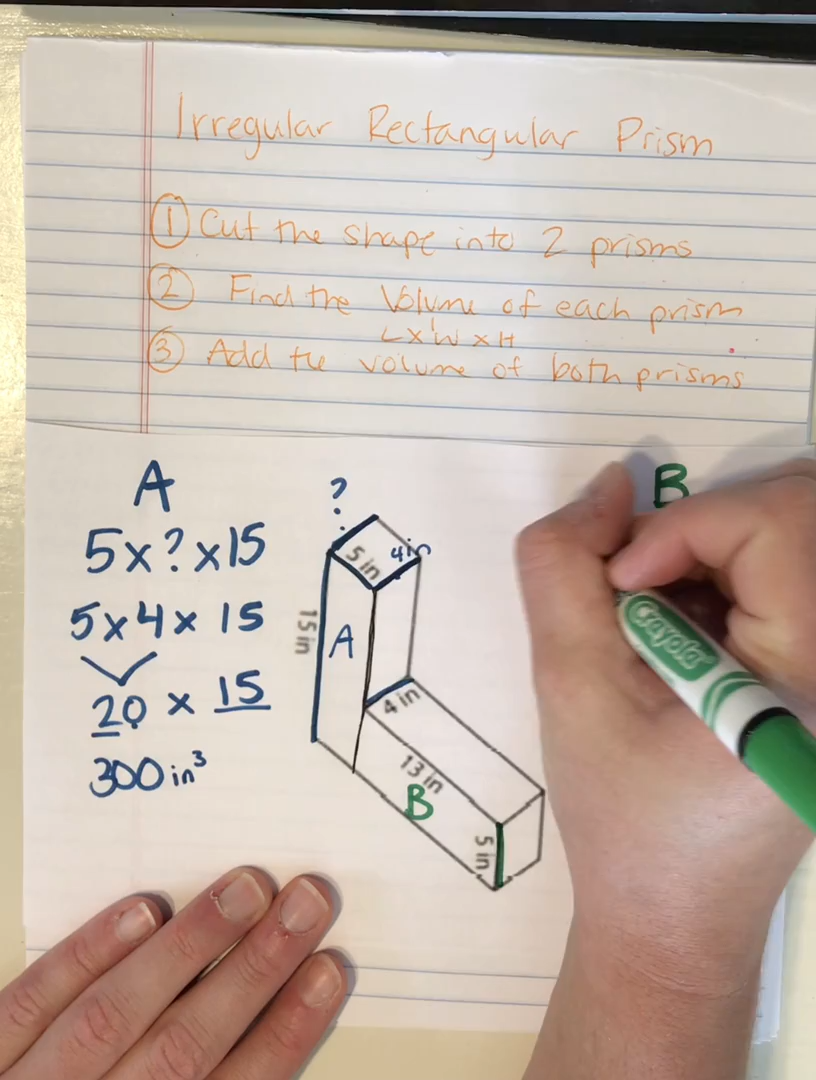 Irregular Rectangular Prism
① Cut the shape into 2 prisms
② Find the Volume of each prism
L x W x H
③ Add the volume of both prisms
A
5 x ? x 15
5 x 4 x 15
20 x 15
300 in³
?
5 in
4 in
15 in
A
4 in
13 in
B
5 in
B
crayola